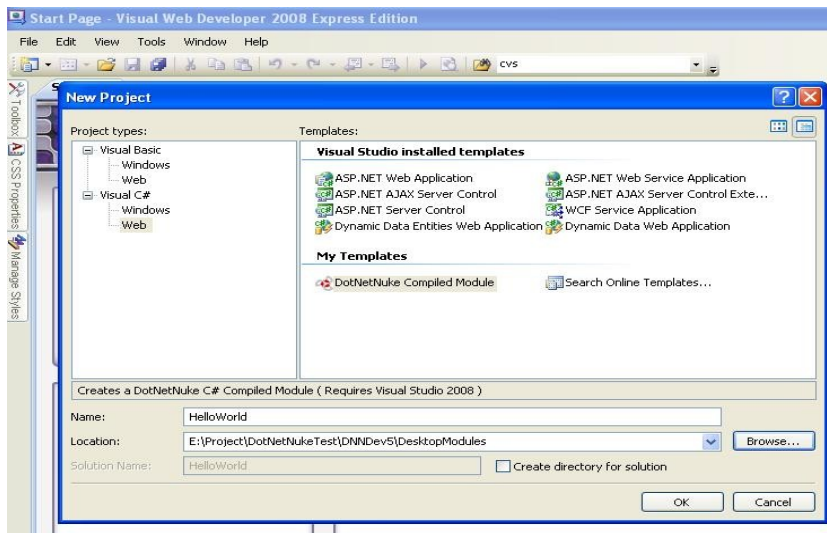 Start Page - Visual Web Developer 2008 Express Edition
File Edit View Tools Window Help
cvs
Toolbox
CSS Properties
Manage Styles
New Project
Project types:
Visual Basic
Windows
Web
Visual C#
Windows
Web
Templates:
Visual Studio installed templates
ASP.NET Web Application
ASP.NET Web Service Application
ASP.NET AJAX Server Control
ASP.NET AJAX Server Control Exte...
ASP.NET Server Control
WCF Service Application
Dynamic Data Entities Web Application
Dynamic Data Web Application
My Templates
DotNetNuke Compiled Module
Search Online Templates...
Creates a DotNetNuke C# Compiled Module ( Requires Visual Studio 2008 )
Name: HelloWorld
Location: E:\Project\DotNetNukeTest\DNNDev5\DesktopModules
Browse...
Solution Name: HelloWorld
Create directory for solution
OK Cancel